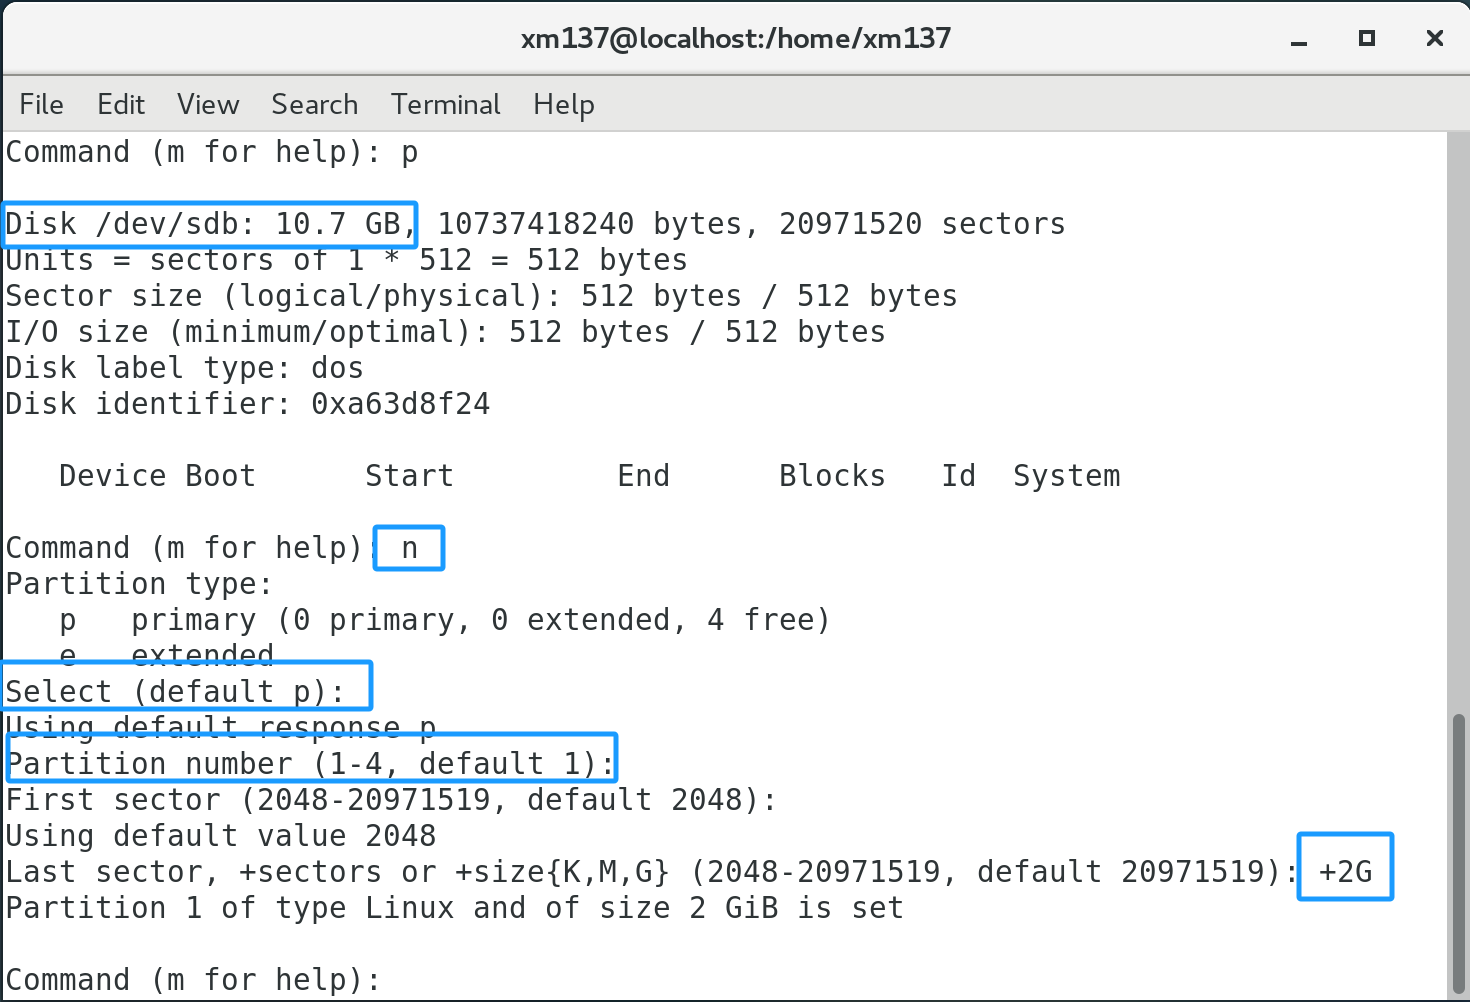 xm137@localhost:/home/xm137
File Edit View Search Terminal Help
Command (m for help): p
Disk /dev/sdb: 10.7 GB, 10737418240 bytes, 20971520 sectors
Units = sectors of 1 * 512 = 512 bytes
Sector size (logical/physical): 512 bytes / 512 bytes
I/O size (minimum/optimal): 512 bytes / 512 bytes
Disk label type: dos
Disk identifier: 0xa63d8f24
   Device Boot      Start         End      Blocks   Id  System
Command (m for help): n
Partition type:
   p   primary (0 primary, 0 extended, 4 free)
   e   extended
Select (default p):
Using default response p
Partition number (1-4, default 1):
First sector (2048-20971519, default 2048):
Using default value 2048
Last sector, +sectors or +size{K,M,G} (2048-20971519, default 20971519): +2G
Partition 1 of type Linux and of size 2 GiB is set
Command (m for help):